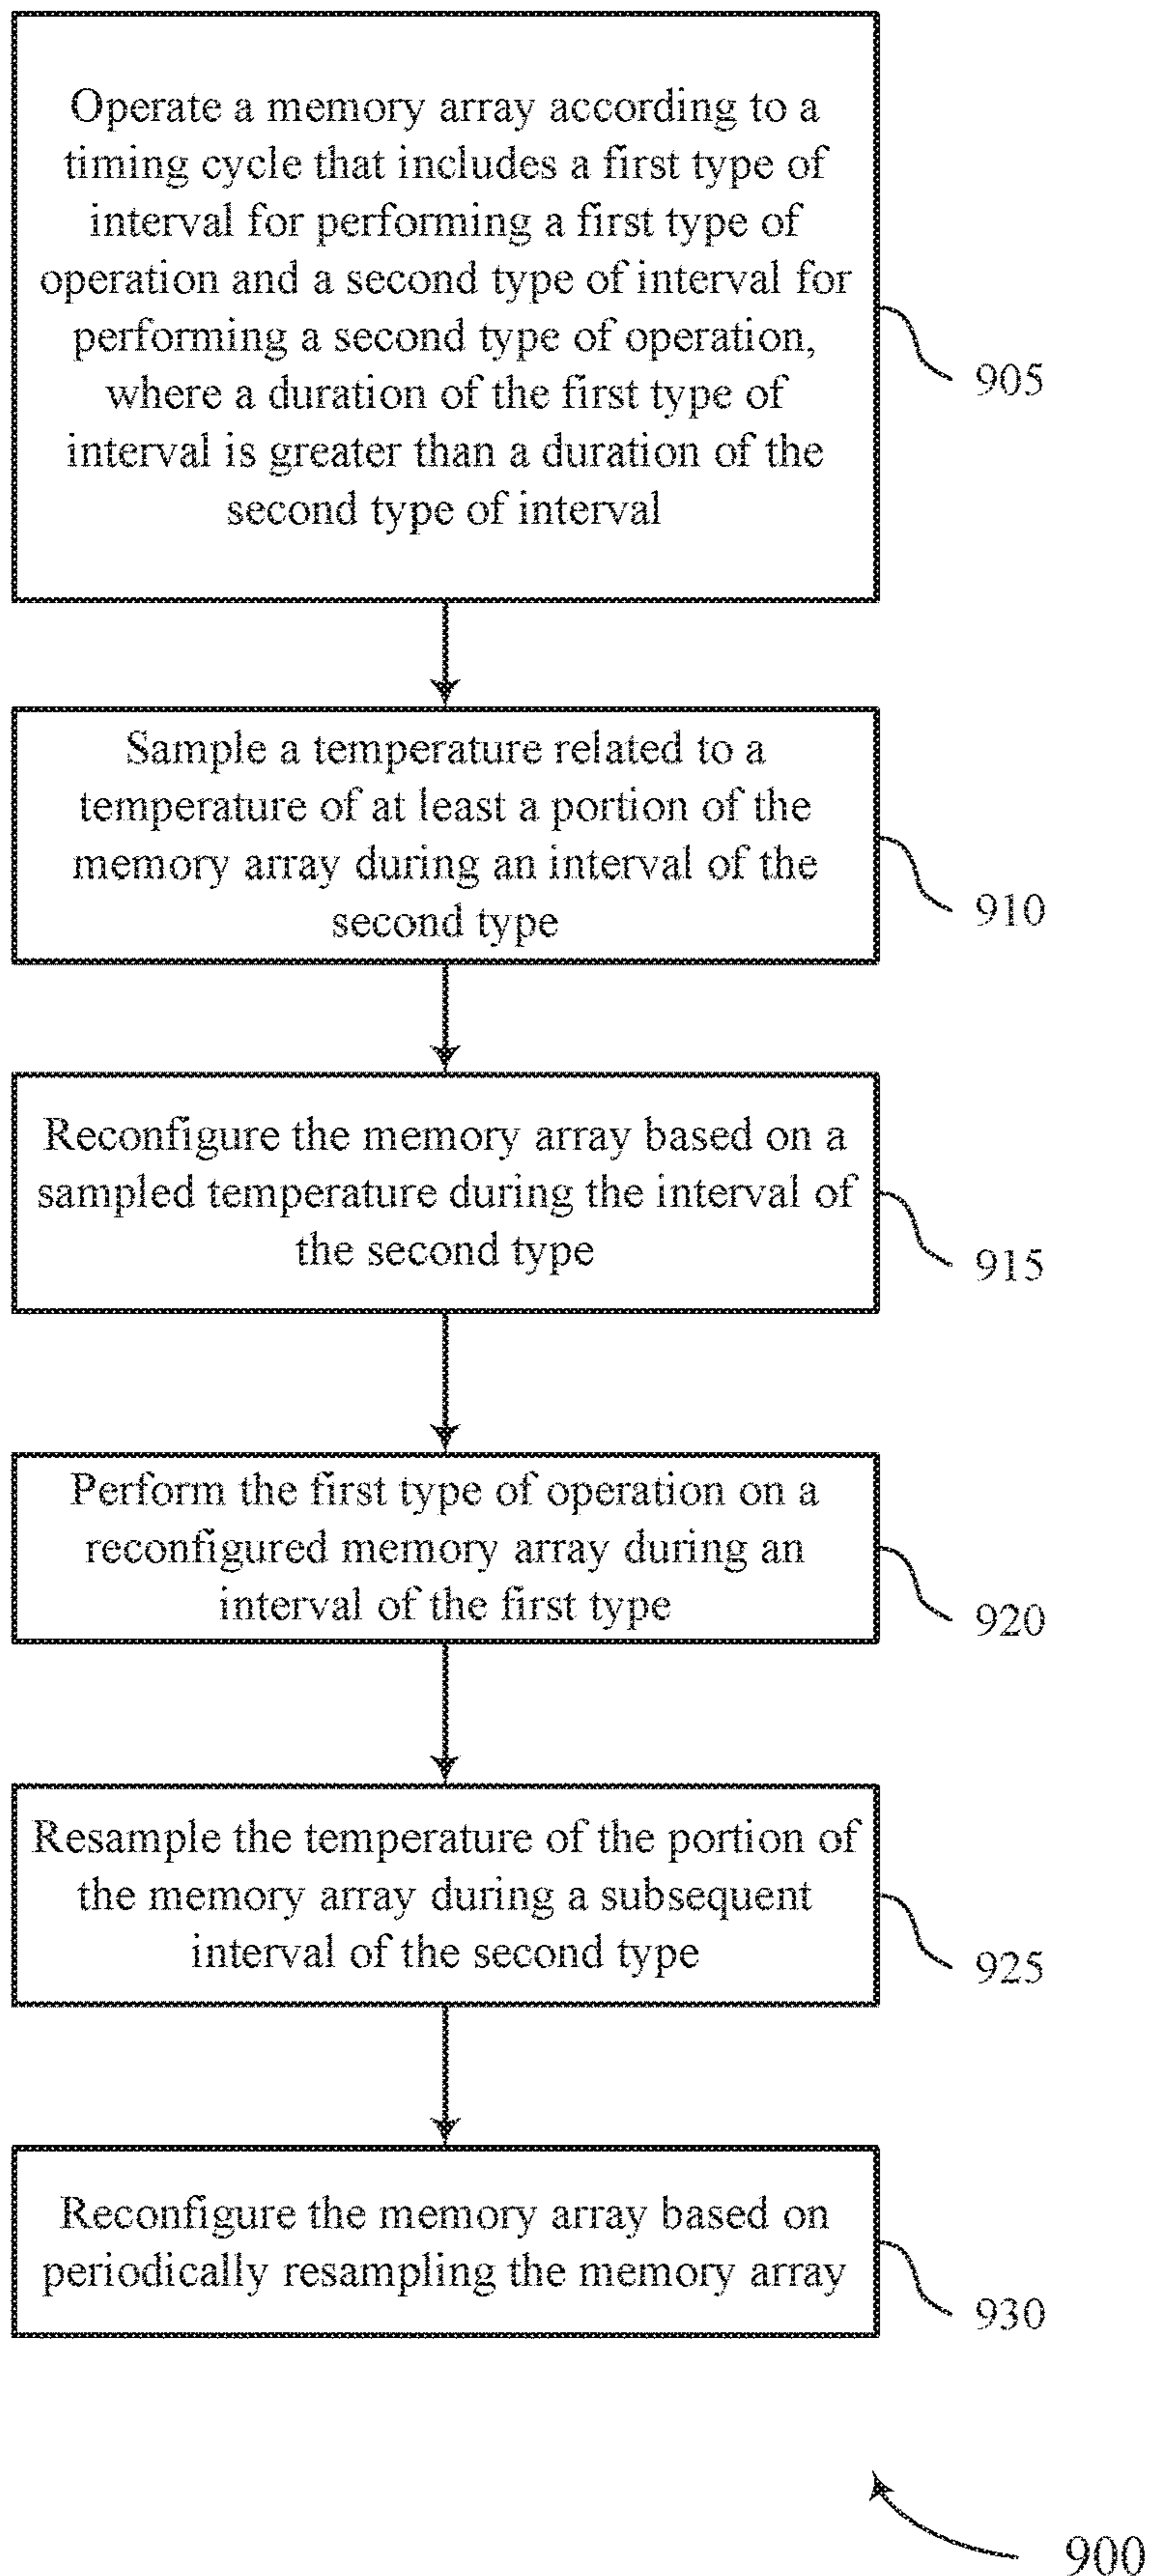 Operate a memory array according to a
timing cycle that includes a first type of
interval for performing a first type of
operation and a second type of interval for
performing a second type of operation,
where a duration of the first type of
interval is greater than a duration of the
second type of interval
905
Sample a temperature related to a
temperature of at least a portion of the
memory array during an interval of the
second type
910
Reconfigure the memory array based on a
sampled temperature during the interval of
the second type
915
Perform the first type of operation on a
reconfigured memory array during an
interval of the first type
920
Resample the temperature of the portion of
the memory array during a subsequent
interval of the second type
925
Reconfigure the memory array based on
periodically resampling the memory array
930
900